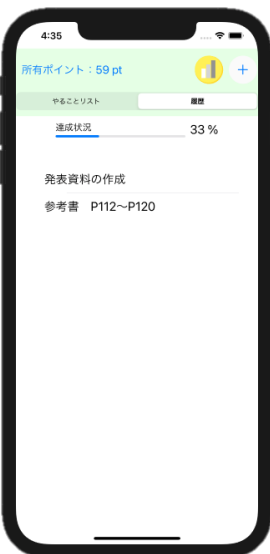 4:35
所有ポイント：59 pt
+
やることリスト
履歴
達成状況
33 %
発表資料の作成
参考書　P112〜P120